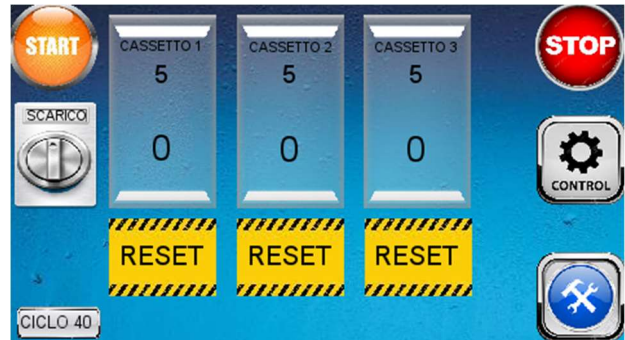 START
CASSETTO 1
5
0
CASSETTO 2
5
0
CASSETTO 3
5
0
STOP
SCARICO
CONTROL
RESET
RESET
RESET
CICLO 40